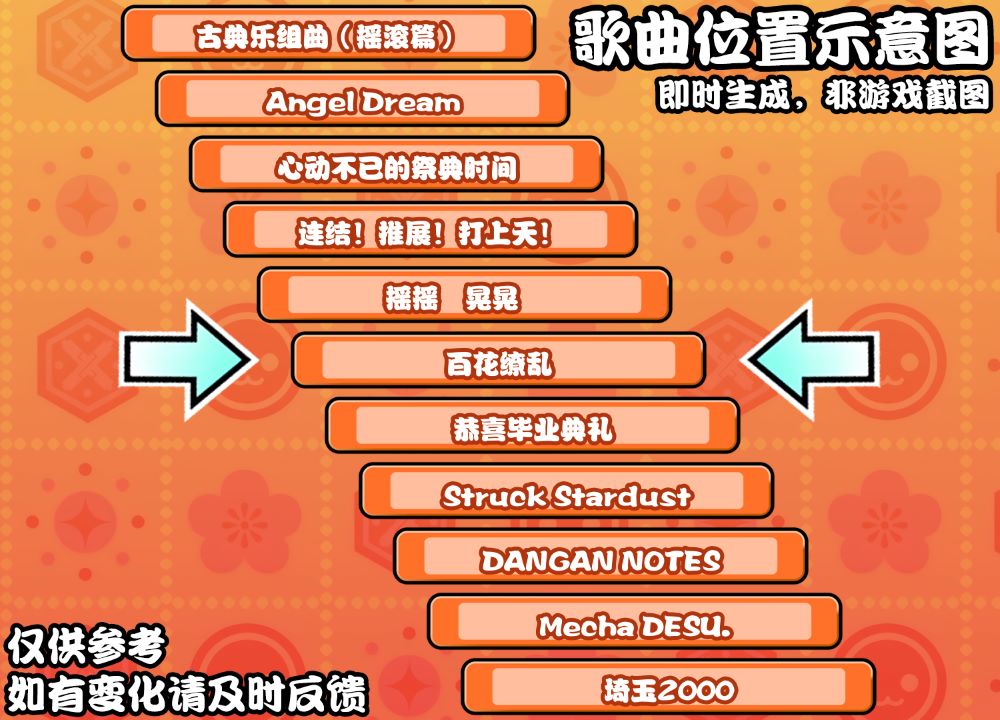 歌曲位置示意图
即时生成，非游戏截图
古典乐组曲（摇滚篇）
Angel Dream
心动不已的祭典时间
连结！推展！打上天！
摇摇　晃晃
百花缭乱
恭喜毕业典礼
Struck Stardust
DANGAN NOTES
Mecha DESU.
埼玉2000
仅供参考
如有变化请及时反馈